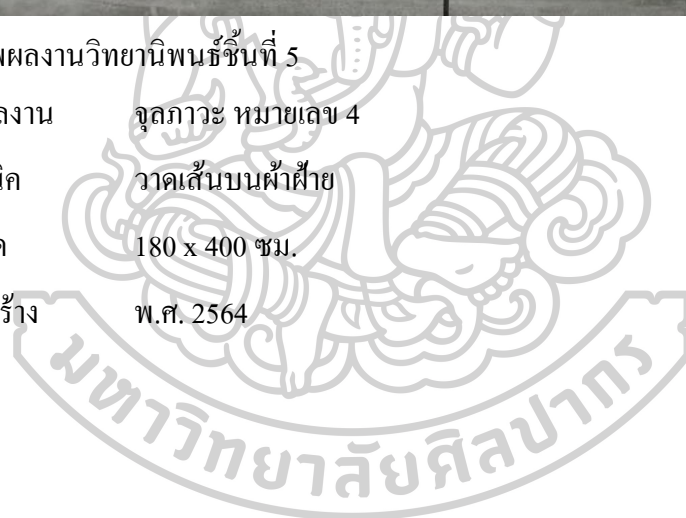 ผลงานวิทยานิพนธ์ชิ้นที่ 5
จุลภาวะ หมายเลข 4
วาดเส้นบนผ้าฝ้าย
180 x 400 ซม.
พ.ศ. 2564
มหาวิทยาลัยศิลปากร